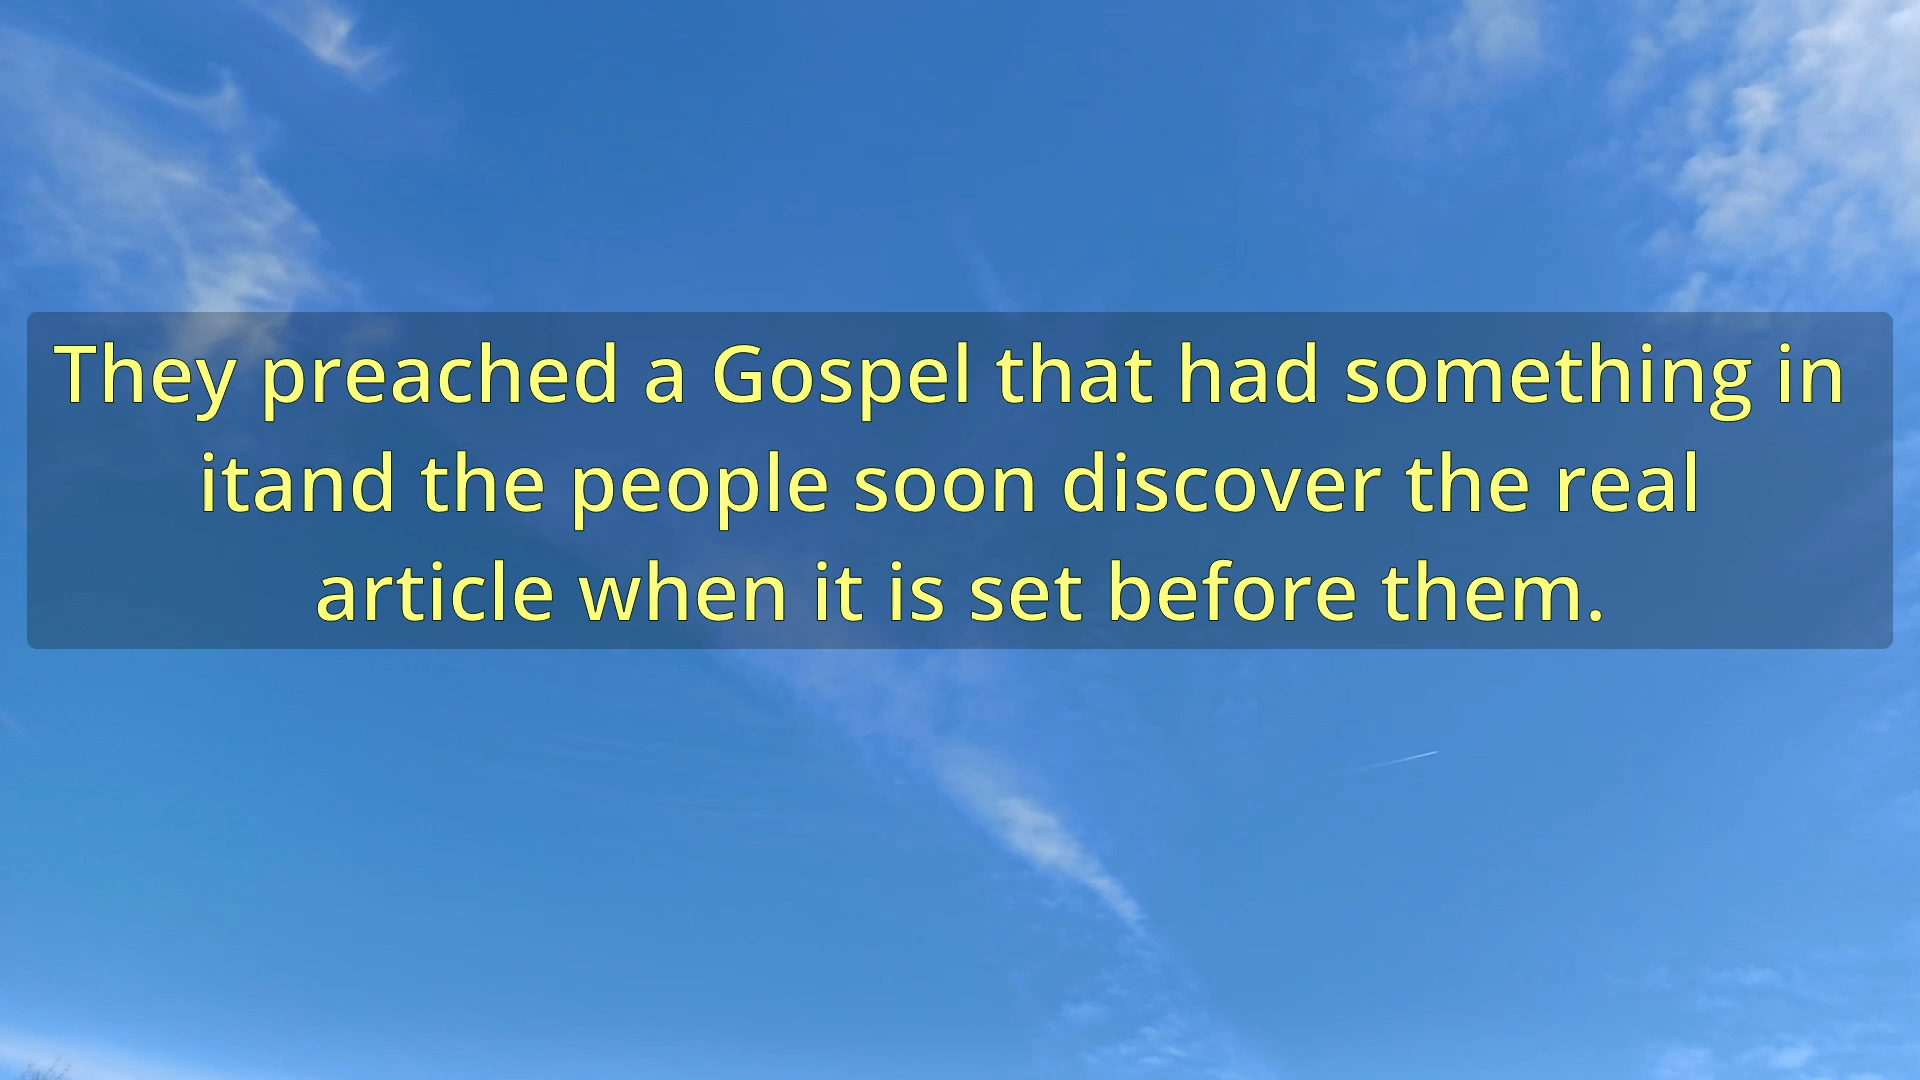 They preached a Gospel that had something in
itand the people soon discover the real
article when it is set before them.